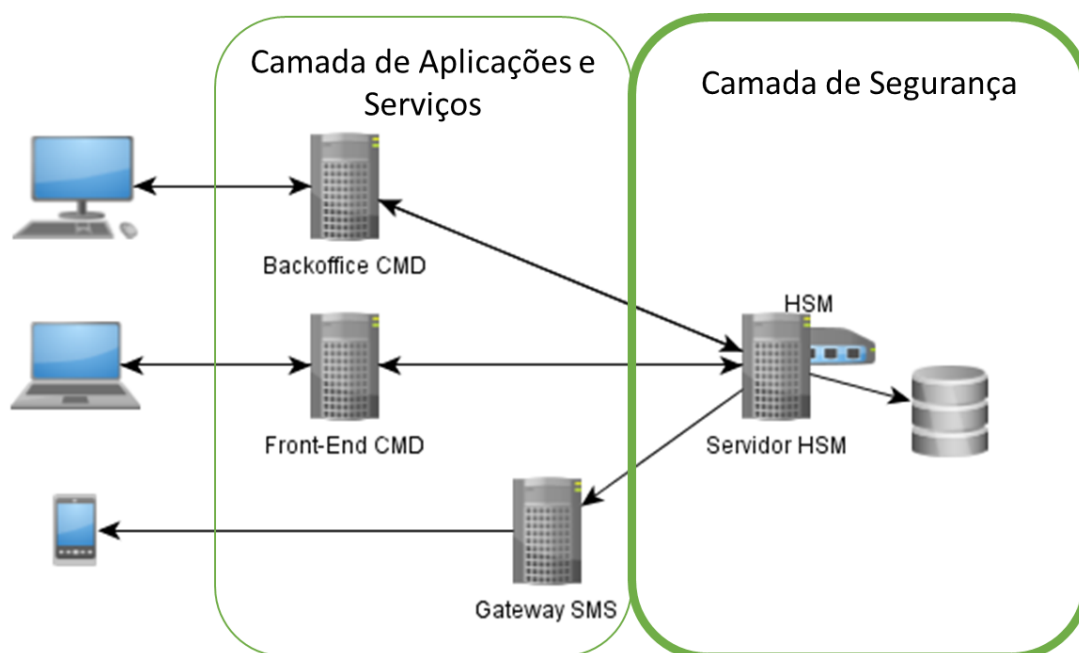 Camada de Aplicações e
Serviços
Camada de Segurança
Backoffice CMD
HSM
Front-End CMD
Servidor HSM
Gateway SMS